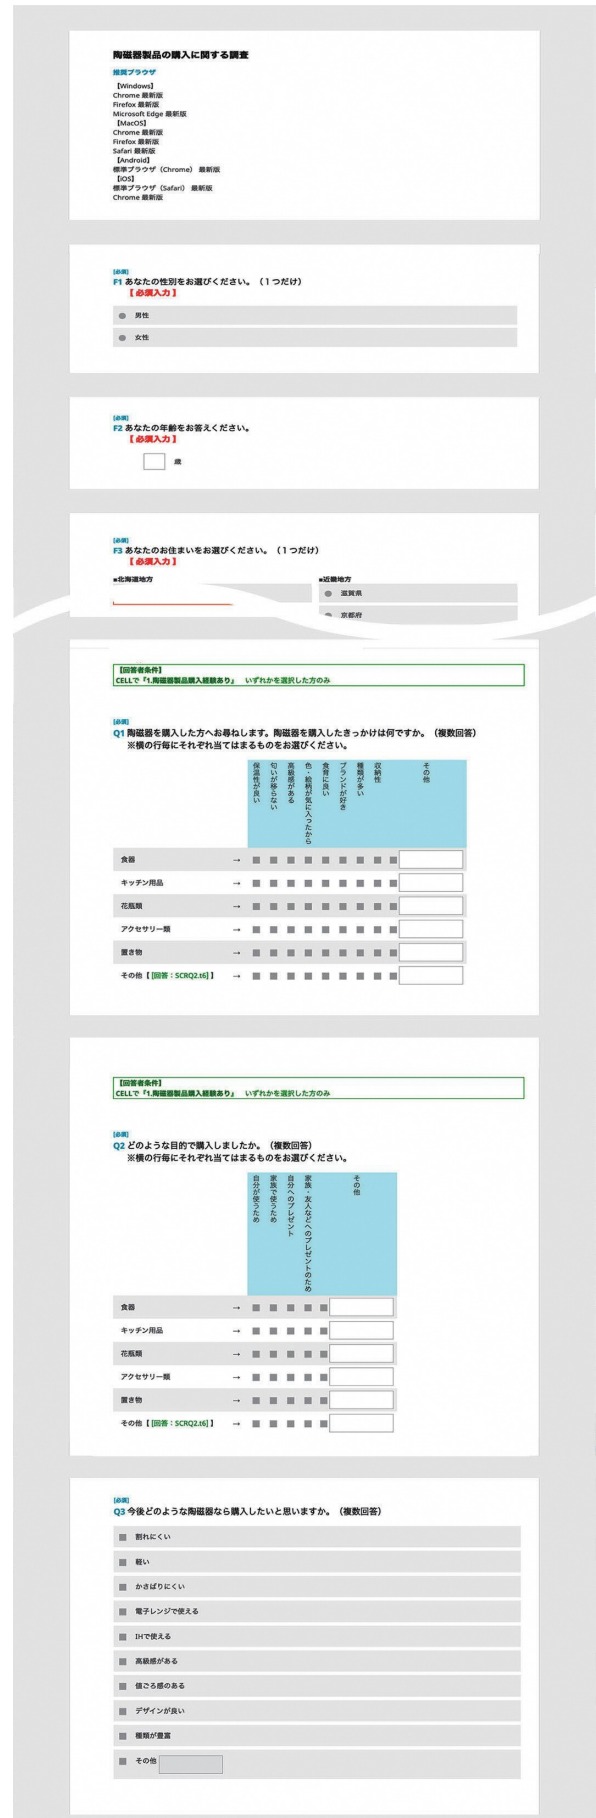 陶磁器製品の購入に関する調査
推奨ブラウザ
【Windows】
Chrome 最新版
Firefox 最新版
Microsoft Edge 最新版
【MacOS】
Chrome 最新版
Firefox 最新版
Safari 最新版
【Android】
標準ブラウザ（Chrome） 最新版
【iOS】
標準ブラウザ（Safari） 最新版
Chrome 最新版
[必須]
F1 あなたの性別をお選びください。（1つだけ）
【必須入力】
男性
女性
[必須]
F2 あなたの年齢をお答えください。
【必須入力】
歳
[必須]
F3 あなたのお住まいをお選びください。（1つだけ）
【必須入力】
■北海道地方
■近畿地方
滋賀県
京都府
【回答者条件】
CELLで『1.陶磁器製品購入経験あり』 いずれかを選択した方のみ
[必須]
Q1 陶磁器を購入した方へお尋ねします。陶磁器を購入したきっかけは何ですか。（複数回答）
※横の行毎にそれぞれ当てはまるものをお選びください。
保温性が良い
匂いが移らない
高級感がある
色・絵柄が気に入ったから
食育に良い
ブランドが好き
種類が多い
収納性
その他
食器 →
キッチン用品 →
花瓶類 →
アクセサリー類 →
置き物 →
その他【 [回答：SCRQ2.t6] 】 →
【回答者条件】
CELLで『1.陶磁器製品購入経験あり』 いずれかを選択した方のみ
[必須]
Q2 どのような目的で購入しましたか。（複数回答）
※横の行毎にそれぞれ当てはまるものをお選びください。
自分が使うため
家族で使うため
自分へのプレゼント
家族・友人などへのプレゼントのため
その他
食器 →
キッチン用品 →
花瓶類 →
アクセサリー類 →
置き物 →
その他【 [回答：SCRQ2.t6] 】 →
[必須]
Q3 今後どのような陶磁器なら購入したいと思いますか。（複数回答）
割れにくい
軽い
かさばりにくい
電子レンジで使える
IHで使える
高級感がある
値ごろ感のある
デザインが良い
種類が豊富
その他